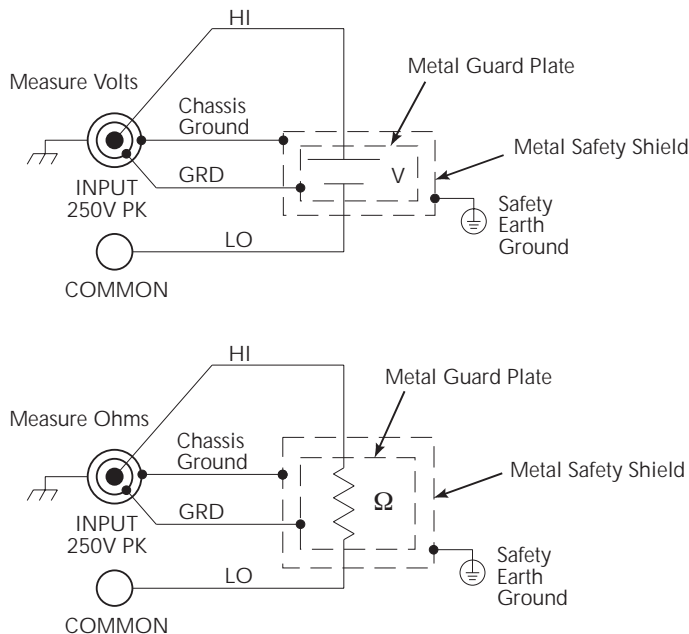 HI
Metal Guard Plate
Measure Volts
Chassis
Ground
Metal Safety Shield
V
GRD
INPUT
250V PK
Safety
Earth
Ground
LO
COMMON
HI
Metal Guard Plate
Measure Ohms
Chassis
Ground
Metal Safety Shield
Ω
GRD
INPUT
250V PK
Safety
Earth
Ground
LO
COMMON